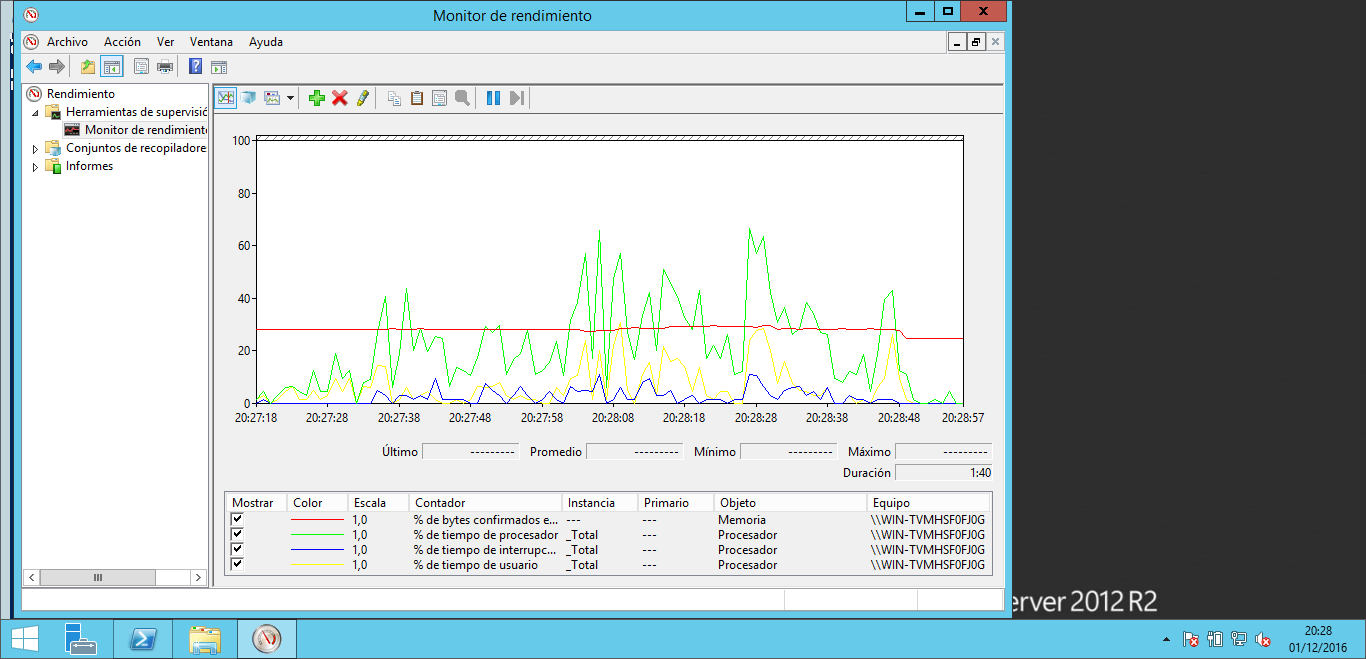 Monitor de rendimiento
Archivo Acción Ver Ventana Ayuda
Rendimiento
Herramientas de supervisió
Monitor de rendimient
Conjuntos de recopiladore
Informes
100
80
60
40
20
0
20:27:18 20:27:28 20:27:38 20:27:48 20:27:58 20:28:08 20:28:18 20:28:28 20:28:38 20:28:48 20:28:57
Último --------- Promedio --------- Mínimo --------- Máximo ---------
Duración 1:40
Mostrar Color Escala Contador Instancia Primario Objeto Equipo
1,0 % de bytes confirmados e... --- --- Memoria \\WIN-TVMHSF0FJ0G
1,0 % de tiempo de procesador _Total --- Procesador \\WIN-TVMHSF0FJ0G
1,0 % de tiempo de interrupc... _Total --- Procesador \\WIN-TVMHSF0FJ0G
1,0 % de tiempo de usuario _Total --- Procesador \\WIN-TVMHSF0FJ0G
erver 2012 R2
20:28
01/12/2016